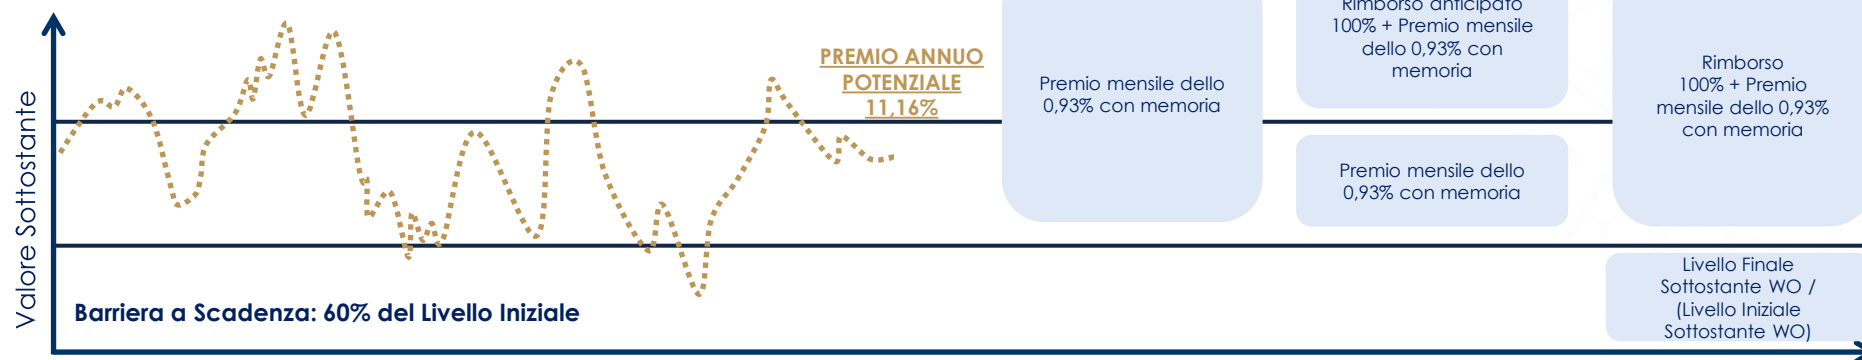 Valore Sottostante
PREMIO ANNUO
POTENZIALE
11,16%
Barriera a Scadenza: 60% del Livello Iniziale
Premio mensile dello
0,93% con memoria
Rimborso anticipato
100% + Premio mensile
dello 0,93% con
memoria
Premio mensile dello
0,93% con memoria
Rimborso
100% + Premio
mensile dello 0,93%
con memoria
Livello Finale
Sottostante WO /
(Livello Iniziale
Sottostante WO)